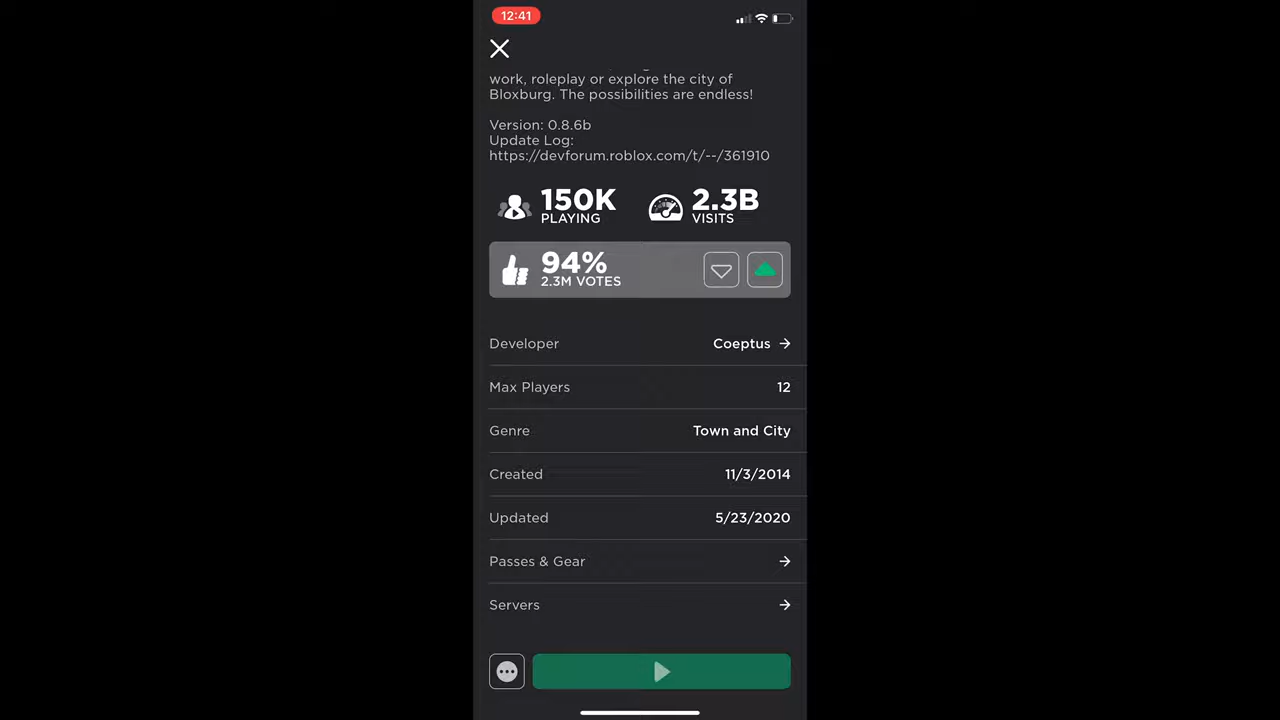 12:41
work, roleplay or explore the city of
Bloxburg. The possibilities are endless!
Version: 0.8.6b
Update Log:
https://devforum.roblox.com/t/--/361910
150K
PLAYING
2.3B
VISITS
94%
2.3M VOTES
Developer Coeptus
Max Players 12
Genre Town and City
Created 11/3/2014
Updated 5/23/2020
Passes & Gear
Servers